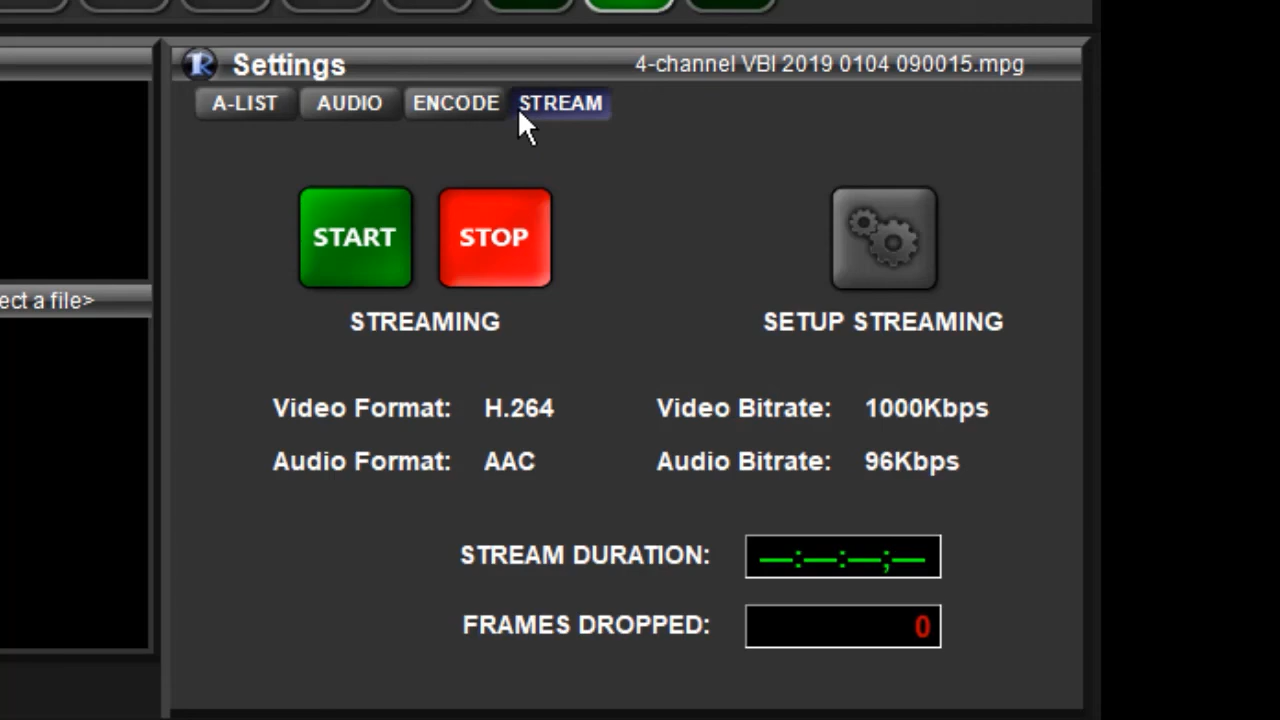 Settings 4-channel VBI 2019 0104 090015.mpg
A-LIST AUDIO ENCODE STREAM
START STOP
ect a file>
STREAMING SETUP STREAMING
Video Format: H.264 Video Bitrate: 1000Kbps
Audio Format: AAC Audio Bitrate: 96Kbps
STREAM DURATION: —:—:—;—
FRAMES DROPPED: 0